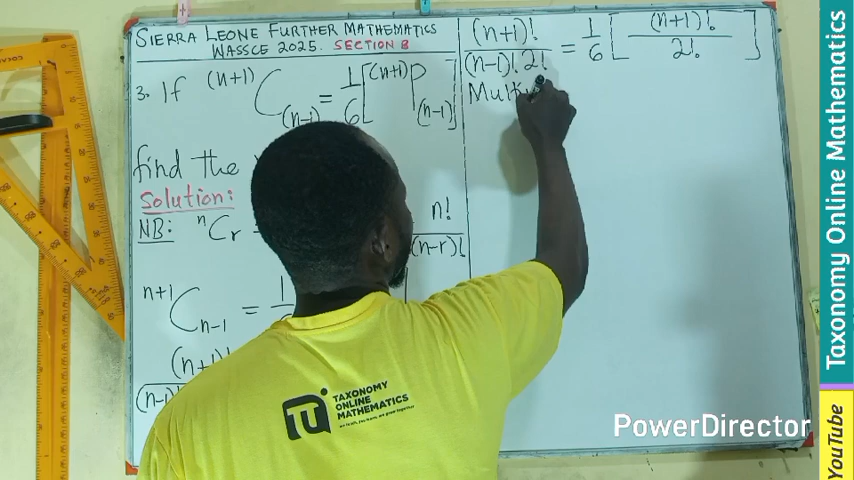 SIERRA LEONE FURTHER MATHEMATICS
WASSCE 2025. SECTION B
3. If (n+1)C(n-1) = 1/6[(n+1)P(n-1)]
find the
Solution:
NB: nCr =
n!
(n-r)!
n+1Cn-1 = 1
(n+1)!
(n-1)!
(n+1)!/(n-1)!2! = 1/6[(n+1)!/2!]
Multip
TAXONOMY
ONLINE
MATHEMATICS
PowerDirector
Taxonomy Online Mathematics
YouTube